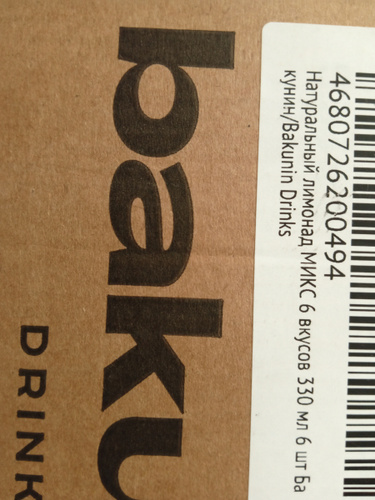 baku
DRINK
4680726200494
Натуральный лимонад МИКС 6 вкусов 330 мл 6 шт Ба
кунин/Bakunin Drinks